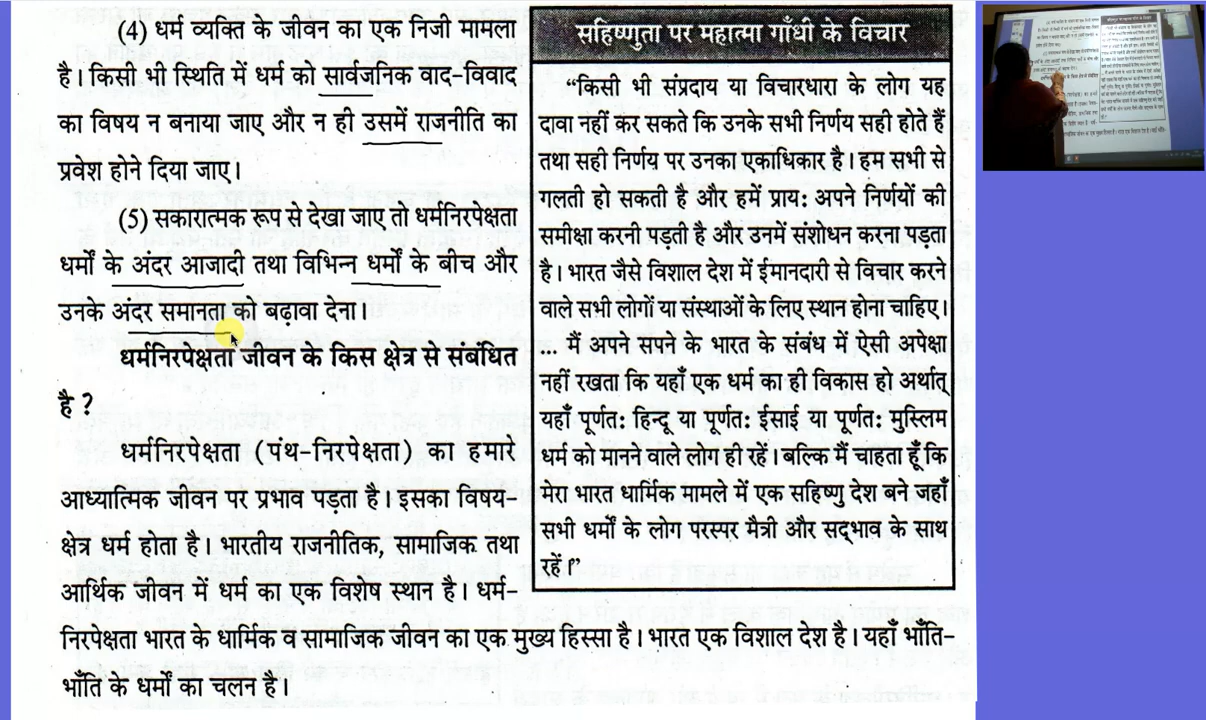 (4) धर्म व्यक्ति के जीवन का एक निजी मामला
है। किसी भी स्थिति में धर्म को सार्वजनिक वाद-विवाद
का विषय न बनाया जाए और न ही उसमें राजनीति का
प्रवेश होने दिया जाए।
(5) सकारात्मक रूप से देखा जाए तो धर्मनिरपेक्षता
धर्मों के अंदर आजादी तथा विभिन्न धर्मों के बीच और
उनके अंदर समानता को बढ़ावा देना।
धर्मनिरपेक्षता जीवन के किस क्षेत्र से संबंधित
है ?
धर्मनिरपेक्षता (पंथ-निरपेक्षता) का हमारे
आध्यात्मिक जीवन पर प्रभाव पड़ता है। इसका विषय-
क्षेत्र धर्म होता है। भारतीय राजनीतिक, सामाजिक तथा
आर्थिक जीवन में धर्म का एक विशेष स्थान है। धर्म-
निरपेक्षता भारत के धार्मिक व सामाजिक जीवन का एक मुख्य हिस्सा है। भारत एक विशाल देश है। यहाँ भाँति-
भाँति के धर्मों का चलन है।
सहिष्णुता पर महात्मा गाँधी के विचार
“किसी भी संप्रदाय या विचारधारा के लोग यह
दावा नहीं कर सकते कि उनके सभी निर्णय सही होते हैं
तथा सही निर्णय पर उनका एकाधिकार है। हम सभी से
गलती हो सकती है और हमें प्राय: अपने निर्णयों की
समीक्षा करनी पड़ती है और उनमें संशोधन करना पड़ता
है। भारत जैसे विशाल देश में ईमानदारी से विचार करने
वाले सभी लोगों या संस्थाओं के लिए स्थान होना चाहिए।
... मैं अपने सपने के भारत के संबंध में ऐसी अपेक्षा
नहीं रखता कि यहाँ एक धर्म का ही विकास हो अर्थात्
यहाँ पूर्णत: हिन्दू या पूर्णत: ईसाई या पूर्णत: मुस्लिम
धर्म को मानने वाले लोग ही रहें। बल्कि मैं चाहता हूँ कि
मेरा भारत धार्मिक मामले में एक सहिष्णु देश बने जहाँ
सभी धर्मों के लोग परस्पर मैत्री और सद्भाव के साथ
रहें।”